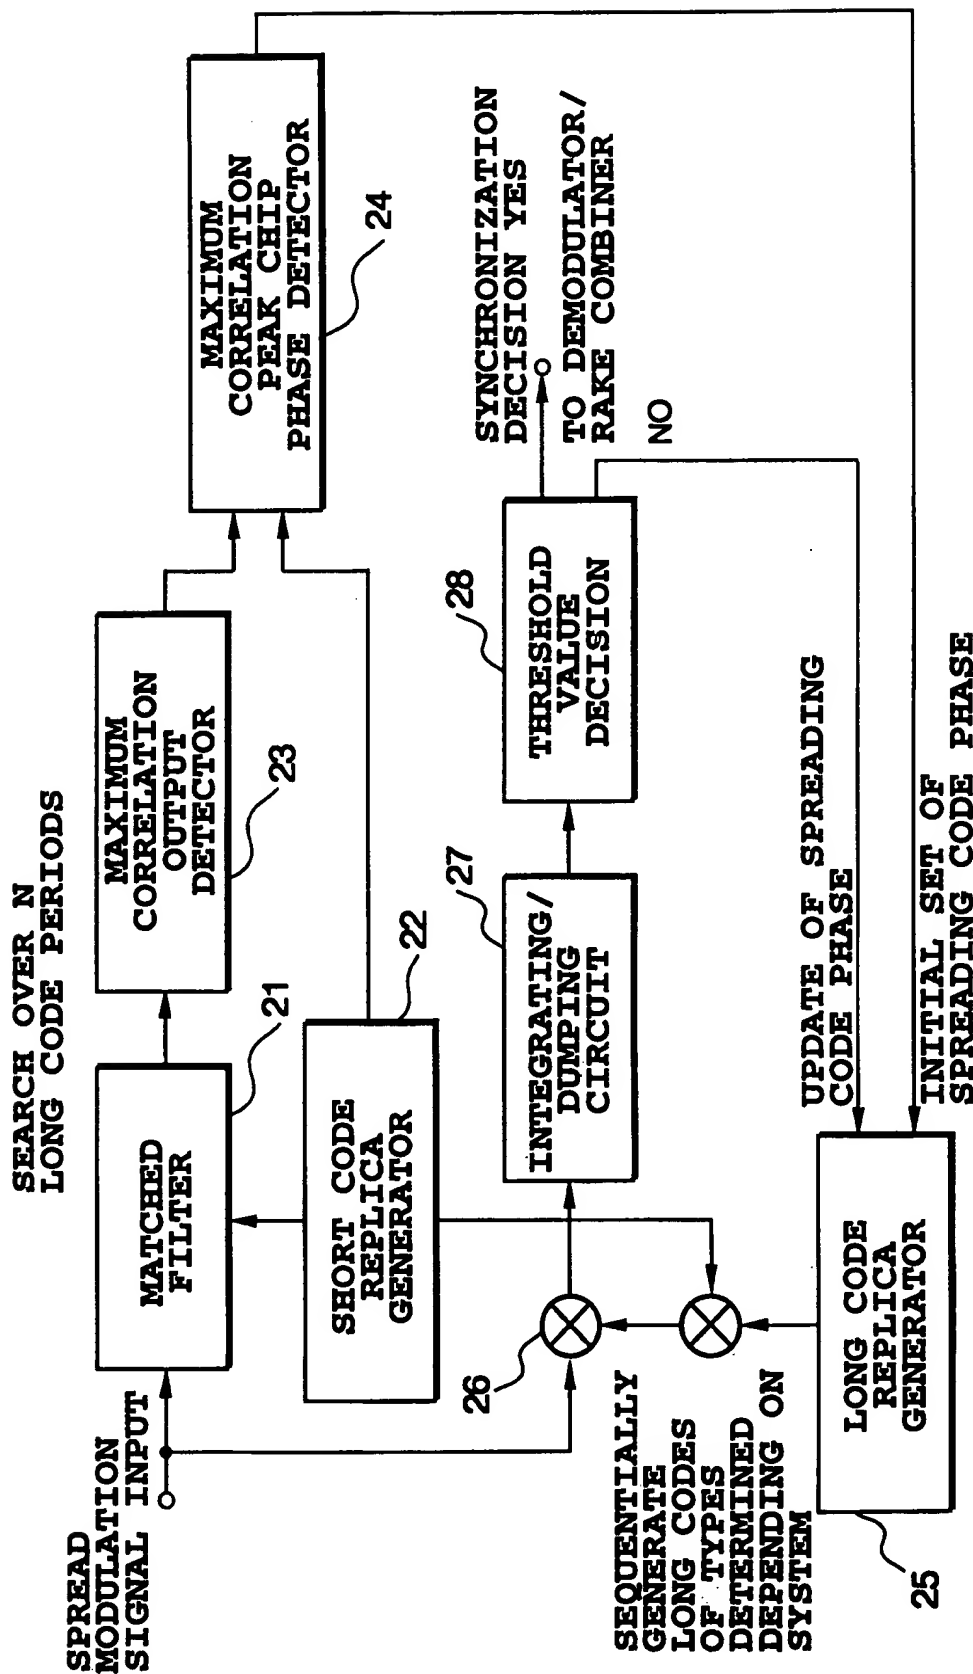 SPREAD
MODULATION
SIGNAL INPUT
SEARCH OVER N
LONG CODE PERIODS
MATCHED
FILTER
21
MAXIMUM
CORRELATION
OUTPUT
DETECTOR
23
MAXIMUM
CORRELATION
PEAK CHIP
PHASE DETECTOR
24
SHORT CODE
REPLICA
GENERATOR
22
26
INTEGRATING/
DUMPING
CIRCUIT
27
THRESHOLD
VALUE
DECISION
28
SYNCHRONIZATION
DECISION YES
TO DEMODULATOR/
RAKE COMBINER
NO
SEQUENTIALLY
GENERATE
LONG CODES
OF TYPES
DETERMINED
DEPENDING ON
SYSTEM
LONG CODE
REPLICA
GENERATOR
25
UPDATE OF SPREADING
CODE PHASE
INITIAL SET OF
SPREADING CODE PHASE